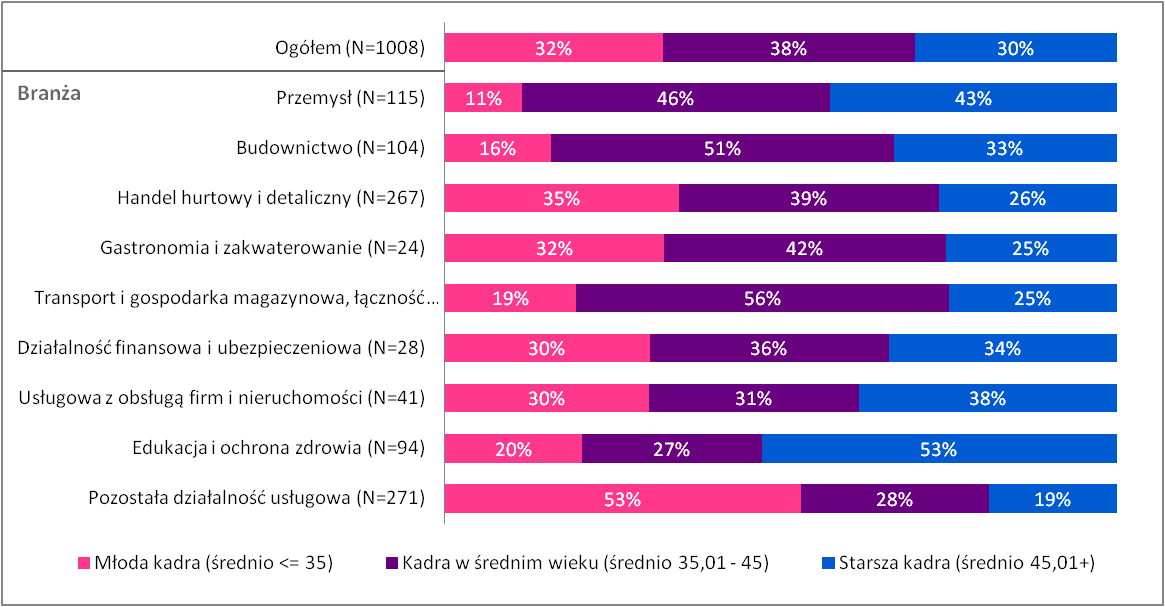 Ogółem (N=1008) 32% 38% 30%
Branża
Przemysł (N=115) 11% 46% 43%
Budownictwo (N=104) 16% 51% 33%
Handel hurtowy i detaliczny (N=267) 35% 39% 26%
Gastronomia i zakwaterowanie (N=24) 32% 42% 25%
Transport i gospodarka magazynowa, łączność... 19% 56% 25%
Działalność finansowa i ubezpieczeniowa (N=28) 30% 36% 34%
Usługowa z obsługą firm i nieruchomości (N=41) 30% 31% 38%
Edukacja i ochrona zdrowia (N=94) 20% 27% 53%
Pozostała działalność usługowa (N=271) 53% 28% 19%
Młoda kadra (średnio <= 35) Kadra w średnim wieku (średnio 35,01 - 45) Starsza kadra (średnio 45,01+)